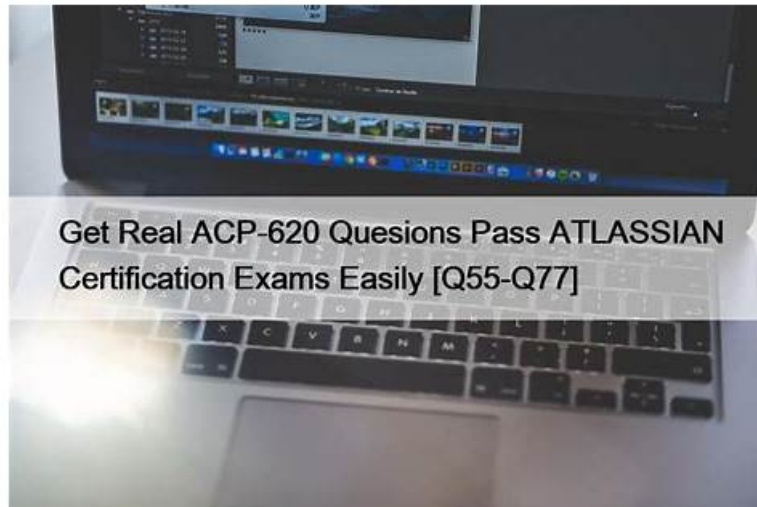 Get Real ACP-620 Quesions Pass ATLASSIAN
Certification Exams Easily [Q55-Q77]